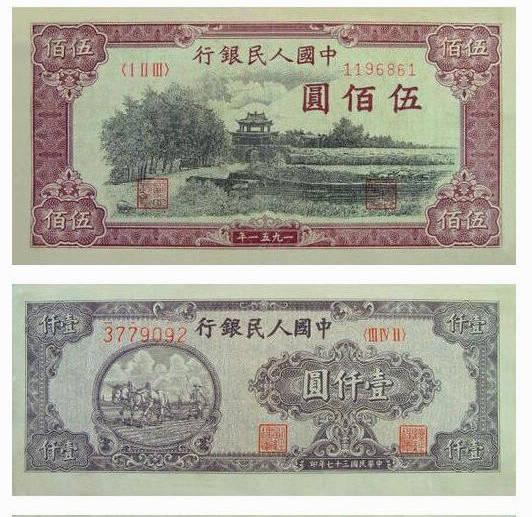 佰伍 行銀民人國中 佰伍
〈I II III〉 1196861
圓佰伍
佰伍 年一五九一 佰伍
仟壹 行銀民人國中 仟壹
3779092 〈III IV II〉
圓仟壹
仟壹 印年七十三國民華中 仟壹